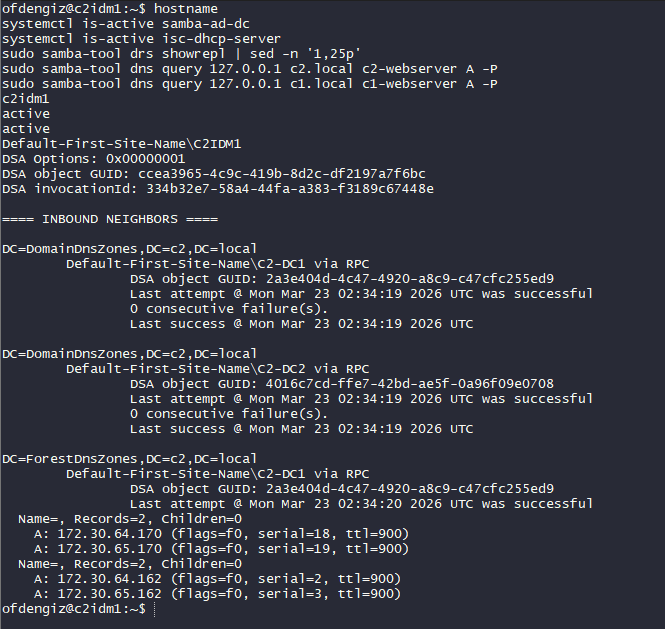 ofdengiz@c2idm1:~$ hostname
systemctl is-active samba-ad-dc
systemctl is-active isc-dhcp-server
sudo samba-tool drs showrepl | sed -n '1,25p'
sudo samba-tool dns query 127.0.0.1 c2.local c2-webserver A -P
sudo samba-tool dns query 127.0.0.1 c1.local c1-webserver A -P
c2idm1
active
active
Default-First-Site-Name\C2IDM1
DSA Options: 0x00000001
DSA object GUID: ccea3965-4c9c-419b-8d2c-df2197a7f6bc
DSA invocationId: 334b32e7-58a4-44fa-a383-f3189c67448e
==== INBOUND NEIGHBORS ====
DC=DomainDnsZones,DC=c2,DC=local
Default-First-Site-Name\C2-DC1 via RPC
DSA object GUID: 2a3e404d-4c47-4920-a8c9-c47cfc255ed9
Last attempt @ Mon Mar 23 02:34:19 2026 UTC was successful
0 consecutive failure(s).
Last success @ Mon Mar 23 02:34:19 2026 UTC
DC=DomainDnsZones,DC=c2,DC=local
Default-First-Site-Name\C2-DC2 via RPC
DSA object GUID: 4016c7cd-ffe7-42bd-ae5f-0a96f09e0708
Last attempt @ Mon Mar 23 02:34:19 2026 UTC was successful
0 consecutive failure(s).
Last success @ Mon Mar 23 02:34:19 2026 UTC
DC=ForestDnsZones,DC=c2,DC=local
Default-First-Site-Name\C2-DC1 via RPC
DSA object GUID: 2a3e404d-4c47-4920-a8c9-c47cfc255ed9
Last attempt @ Mon Mar 23 02:34:20 2026 UTC was successful
Name=, Records=2, Children=0
A: 172.30.64.170 (flags=f0, serial=18, ttl=900)
A: 172.30.65.170 (flags=f0, serial=19, ttl=900)
Name=, Records=2, Children=0
A: 172.30.64.162 (flags=f0, serial=2, ttl=900)
A: 172.30.65.162 (flags=f0, serial=3, ttl=900)
ofdengiz@c2idm1:~$